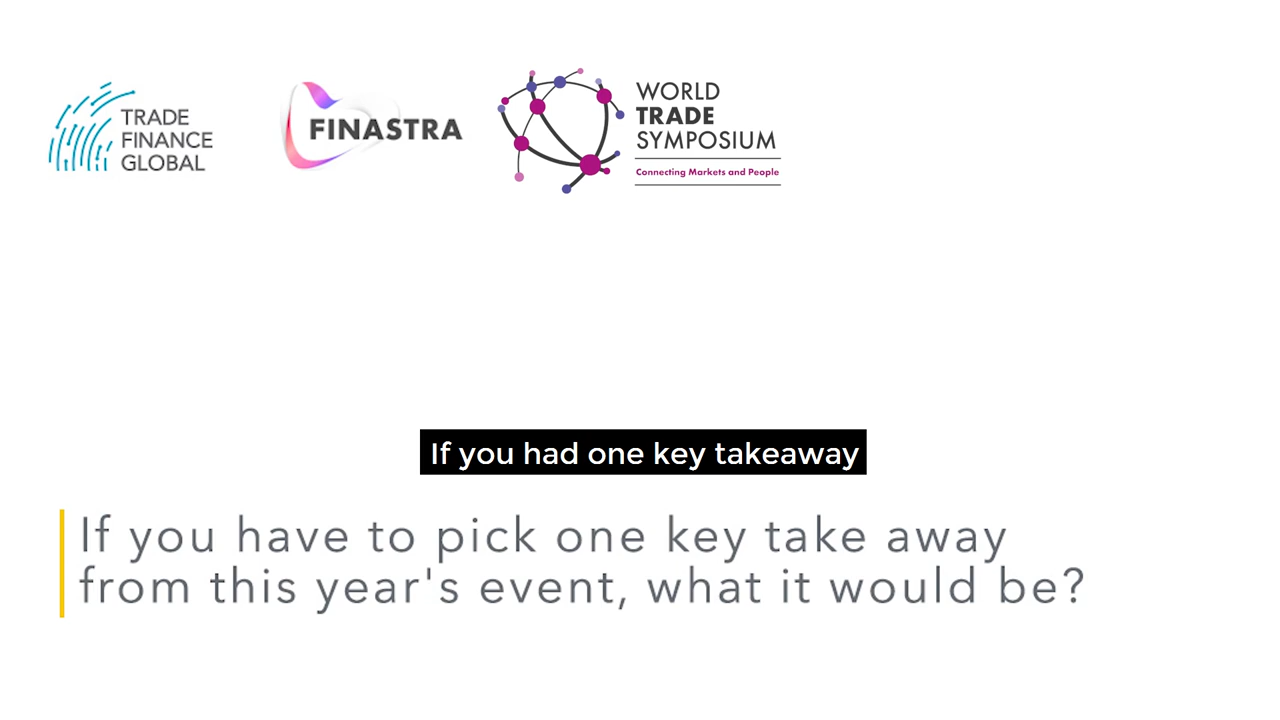 TRADE
FINANCE
GLOBAL
FINASTRA
WORLD
TRADE
SYMPOSIUM
Connecting Markets and People
If you had one key takeaway
If you have to pick one key take away
from this year's event, what it would be?